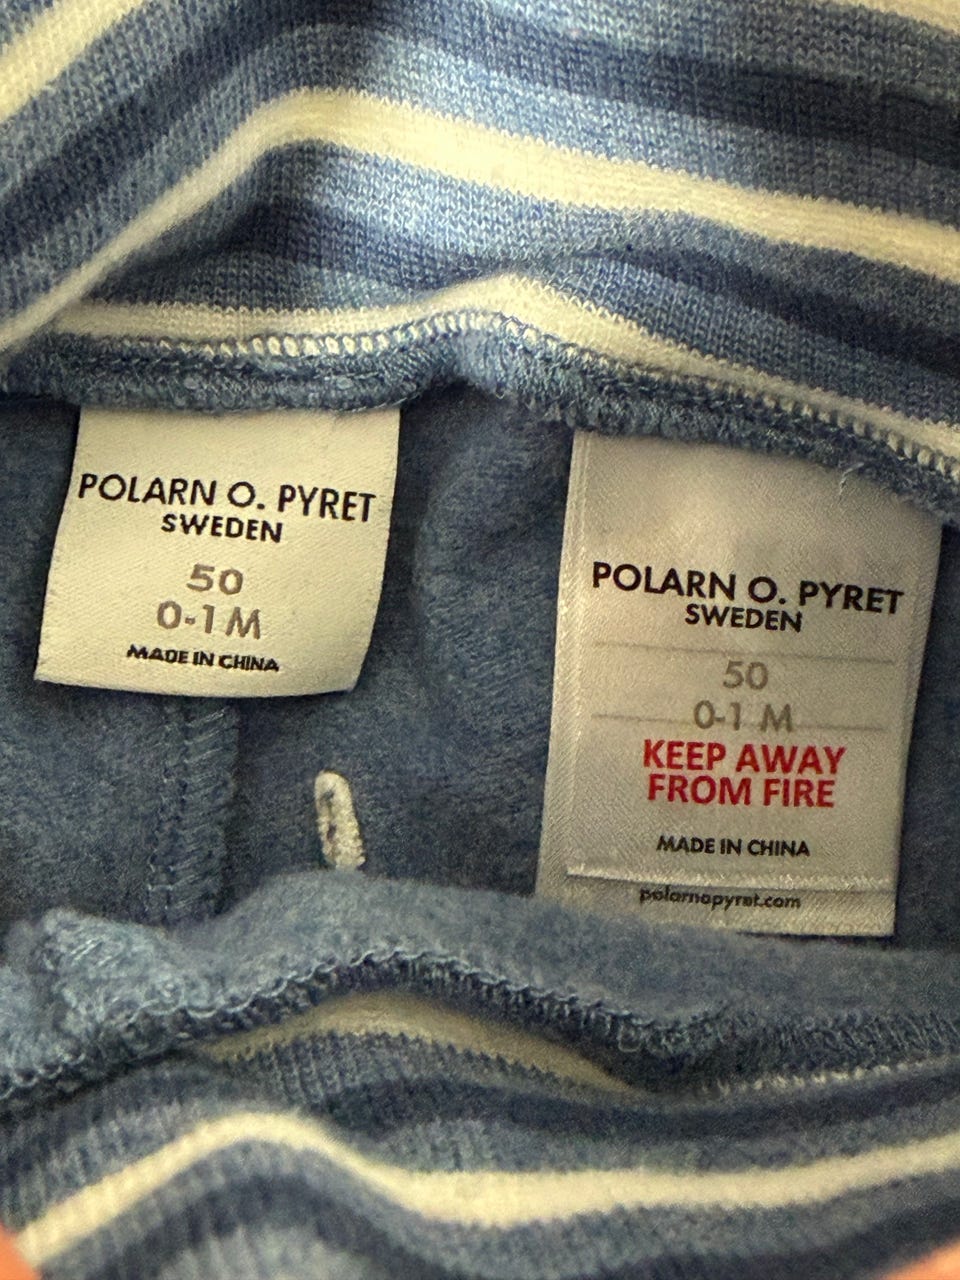 POLARN O. PYRET
SWEDEN
50
0-1 M
MADE IN CHINA
POLARN O. PYRET
SWEDEN
50
0-1 M
KEEP AWAY
FROM FIRE
MADE IN CHINA
polarnopyret.com